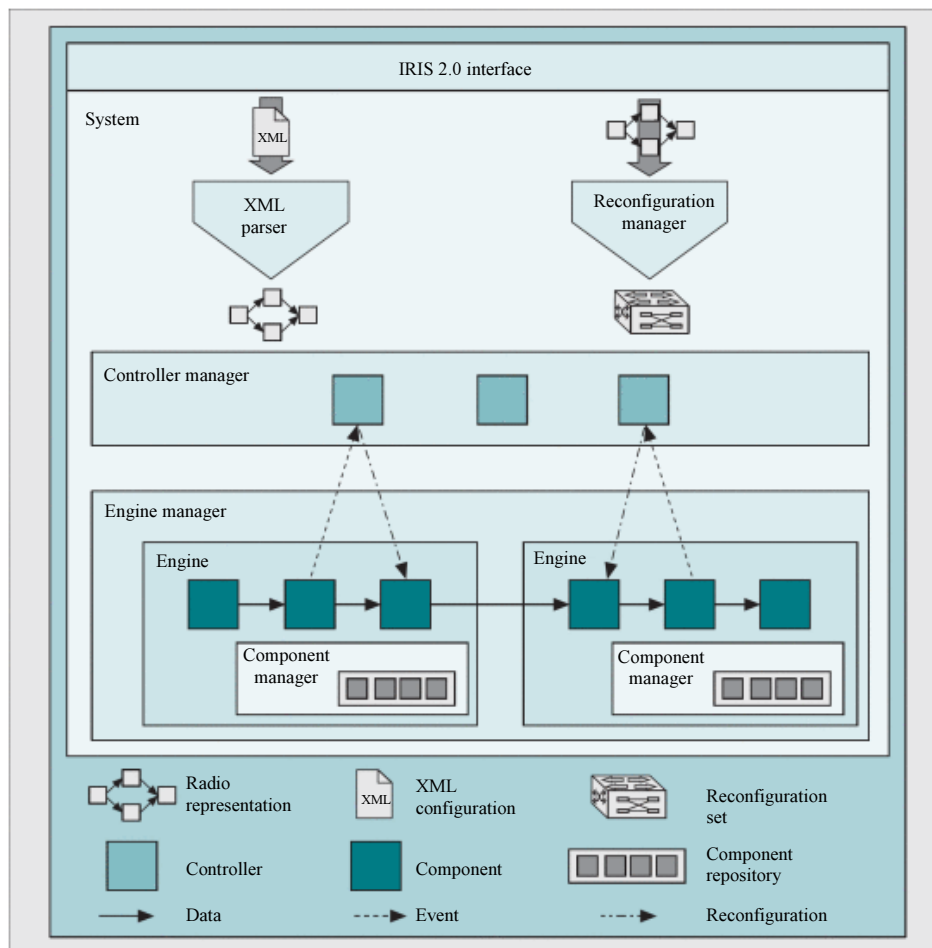 IRIS 2.0 interface
System
XML
XML
parser
Reconfiguration
manager
Controller manager
Engine manager
Engine
Component
manager
Engine
Component
manager
Radio
representation
XML
XML
configuration
Reconfiguration
set
Controller
Component
Component
repository
Data
Event
Reconfiguration